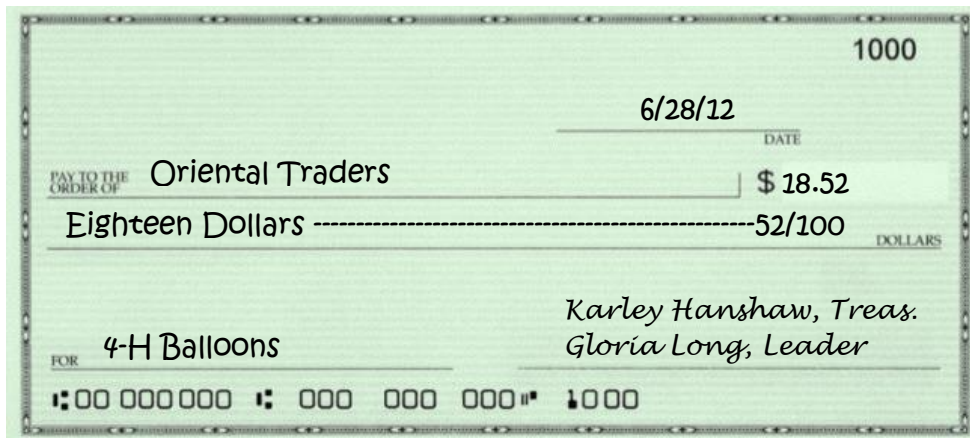 1000
6/28/12
DATE
PAY TO THE
ORDER OF Oriental Traders $ 18.52
Eighteen Dollars --------------------------------------------------52/100 DOLLARS
Karley Hanshaw, Treas.
FOR 4-H Balloons Gloria Long, Leader
⑆00 000000 ⑆ 000 000 000⑈ 1000